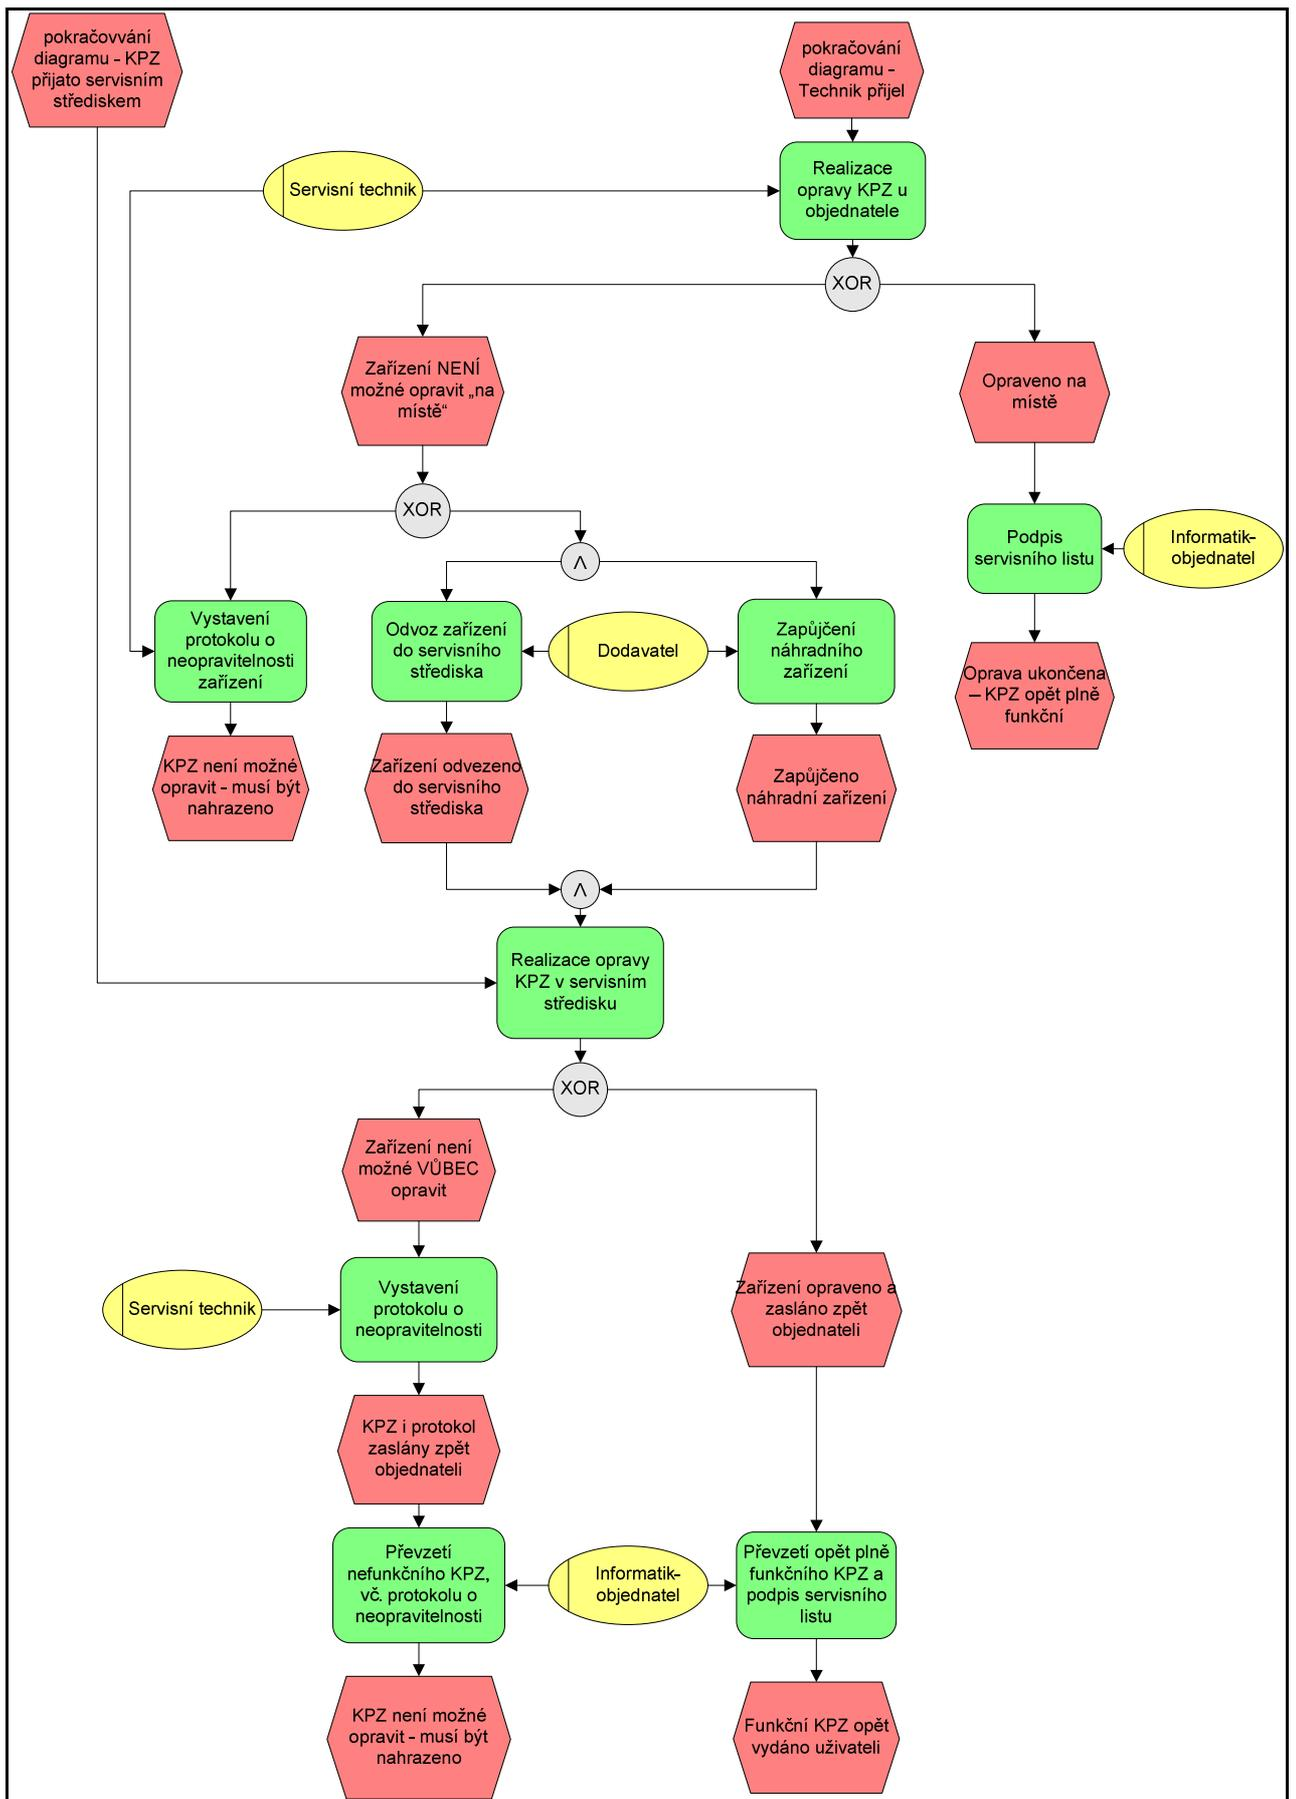 pokračovvání
diagramu - KPZ
přijato servisním
střediskem
pokračování
diagramu -
Technik přijel
Servisní technik
Realizace
opravy KPZ u
objednatele
XOR
Zařízení NENÍ
možné opravit „na
místě“
Opraveno na
místě
XOR
Λ
Podpis
servisního listu
Informatik-
objednatel
Vystavení
protokolu o
neopravitelnosti
zařízení
Odvoz zařízení
do servisního
střediska
Dodavatel
Zapůjčení
náhradního
zařízení
Oprava ukončena
– KPZ opět plně
funkční
KPZ není možné
opravit - musí být
nahrazeno
Zařízení odvezeno
do servisního
střediska
Zapůjčeno
náhradní zařízení
Λ
Realizace opravy
KPZ v servisním
středisku
XOR
Zařízení není
možné VŮBEC
opravit
Servisní technik
Vystavení
protokolu o
neopravitelnosti
Zařízení opraveno a
zasláno zpět
objednateli
KPZ i protokol
zaslány zpět
objednateli
Převzetí
nefunkčního KPZ,
vč. protokolu o
neopravitelnosti
Informatik-
objednatel
Převzetí opět plně
funkčního KPZ a
podpis servisního
listu
KPZ není možné
opravit - musí být
nahrazeno
Funkční KPZ opět
vydáno uživateli